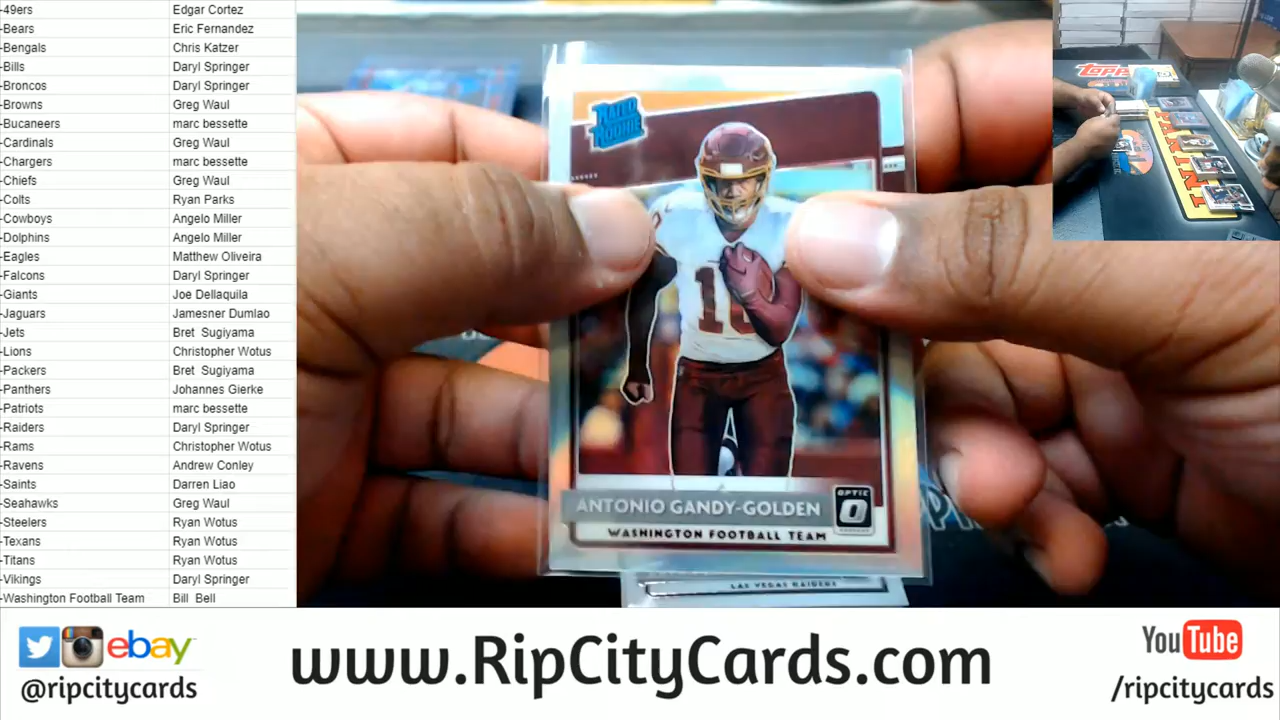 -49ers Edgar Cortez
-Bears Eric Fernandez
-Bengals Chris Katzer
-Bills Daryl Springer
-Broncos Daryl Springer
-Browns Greg Waul
-Bucaneers marc bessette
-Cardinals Greg Waul
-Chargers marc bessette
-Chiefs Greg Waul
-Colts Ryan Parks
-Cowboys Angelo Miller
-Dolphins Angelo Miller
-Eagles Matthew Oliveira
-Falcons Daryl Springer
-Giants Joe Dellaquila
-Jaguars Jamesner Dumlao
-Jets Bret Sugiyama
-Lions Christopher Wotus
-Packers Bret Sugiyama
-Panthers Johannes Gierke
-Patriots marc bessette
-Raiders Daryl Springer
-Rams Christopher Wotus
-Ravens Andrew Conley
-Saints Darren Liao
-Seahawks Greg Waul
-Steelers Ryan Wotus
-Texans Ryan Wotus
-Titans Ryan Wotus
-Vikings Daryl Springer
-Washington Football Team Bill Bell
RATED
ROOKIE
10
ANTONIO GANDY-GOLDEN
WASHINGTON FOOTBALL TEAM
OPTIC
LAS VEGAS RAIDERS
TOPPS
PANINI
ebay
@ripcitycards
www.RipCityCards.com
YouTube
/ripcitycards